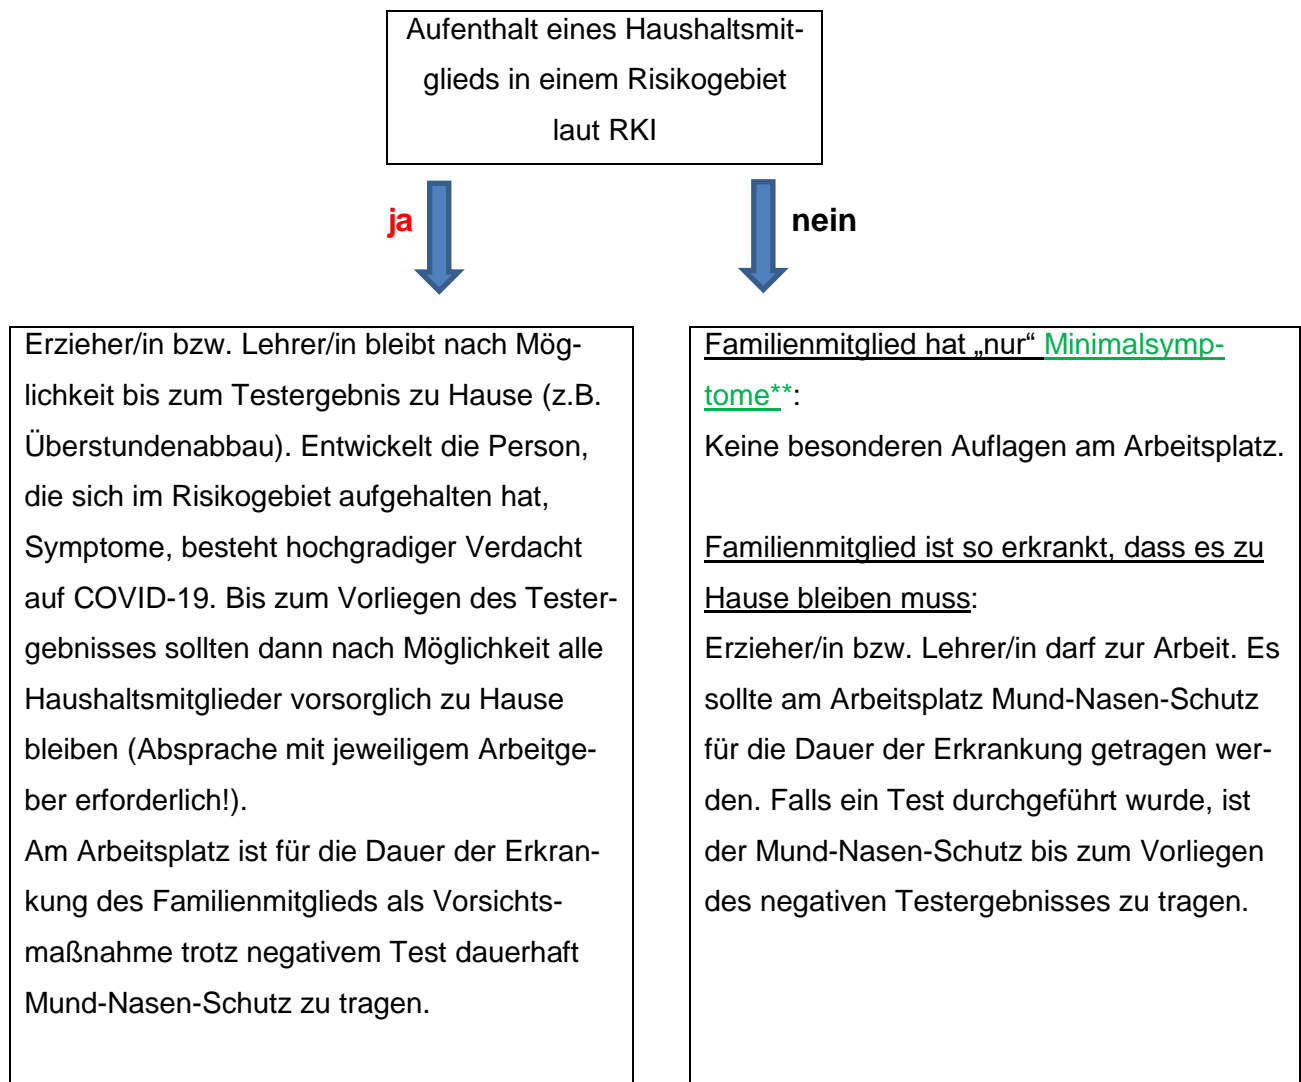 Aufenthalt eines Haushaltsmit-
glieds in einem Risikogebiet
laut RKI
ja
nein
Erzieher/in bzw. Lehrer/in bleibt nach Mög-
lichkeit bis zum Testergebnis zu Hause (z.B.
Überstundenabbau). Entwickelt die Person,
die sich im Risikogebiet aufgehalten hat,
Symptome, besteht hochgradiger Verdacht
auf COVID-19. Bis zum Vorliegen des Tester-
gebnisses sollten dann nach Möglichkeit alle
Haushaltsmitglieder vorsorglich zu Hause
bleiben (Absprache mit jeweiligem Arbeitge-
ber erforderlich!).
Am Arbeitsplatz ist für die Dauer der Erkran-
kung des Familienmitglieds als Vorsichts-
maßnahme trotz negativem Test dauerhaft
Mund-Nasen-Schutz zu tragen.
Familienmitglied hat „nur“ Minimalsymp-
tome**:
Keine besonderen Auflagen am Arbeitsplatz.
Familienmitglied ist so erkrankt, dass es zu
Hause bleiben muss:
Erzieher/in bzw. Lehrer/in darf zur Arbeit. Es
sollte am Arbeitsplatz Mund-Nasen-Schutz
für die Dauer der Erkrankung getragen wer-
den. Falls ein Test durchgeführt wurde, ist
der Mund-Nasen-Schutz bis zum Vorliegen
des negativen Testergebnisses zu tragen.